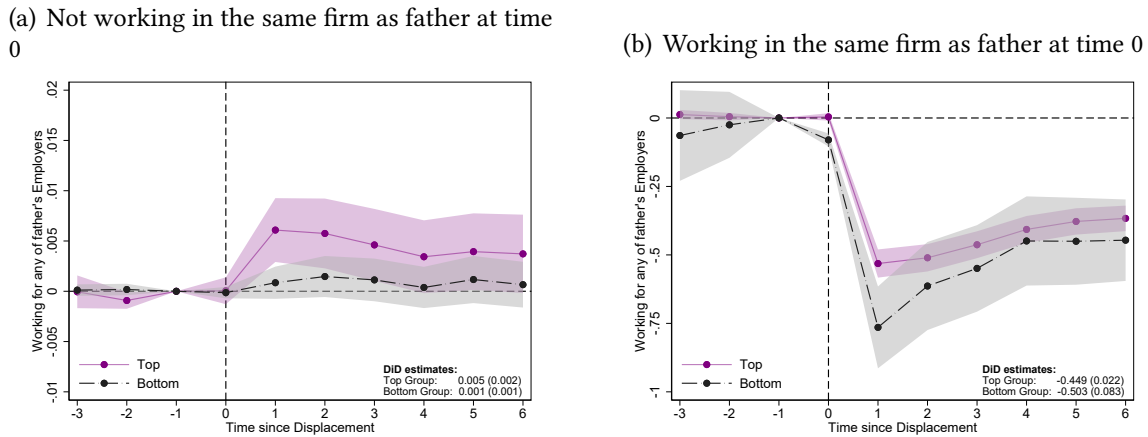 (a) Not working in the same firm as father at time
0
Working for any of father's Employers
.02
.015
.01
.005
0
-.005
-.01
Top
Bottom
DiD estimates:
Top Group: 0.005 (0.002)
Bottom Group: 0.001 (0.001)
-3 -2 -1 0 1 2 3 4 5 6
Time since Displacement
(b) Working in the same firm as father at time 0
Working for any of father's Employers
0
-.25
-.5
-.75
-1
Top
Bottom
DiD estimates:
Top Group: -0.449 (0.022)
Bottom Group: -0.503 (0.083)
-3 -2 -1 0 1 2 3 4 5 6
Time since Displacement